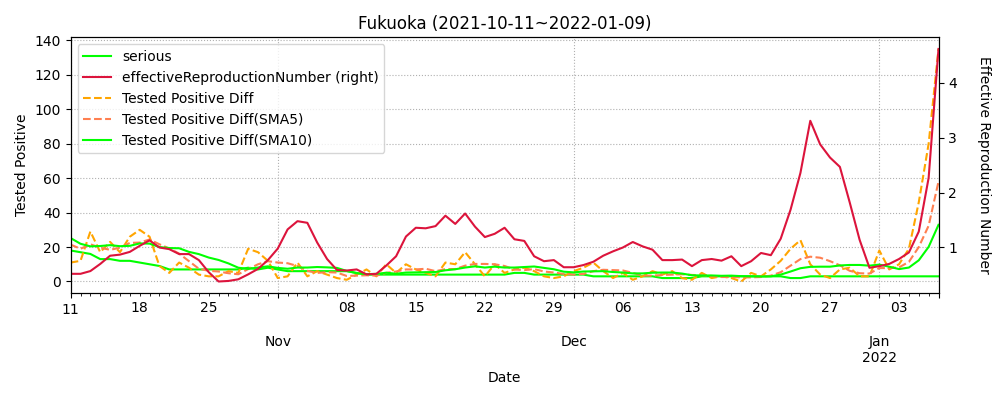 Fukuoka (2021-10-11~2022-01-09)
serious
effectiveReproductionNumber (right)
Tested Positive Diff
Tested Positive Diff(SMA5)
Tested Positive Diff(SMA10)
Tested Positive
140
120
100
80
60
40
20
0
Effective Reproduction Number
4
3
2
1
11 18 25 08 15 22 29 06 13 20 27 03
Nov Dec Jan
2022
Date